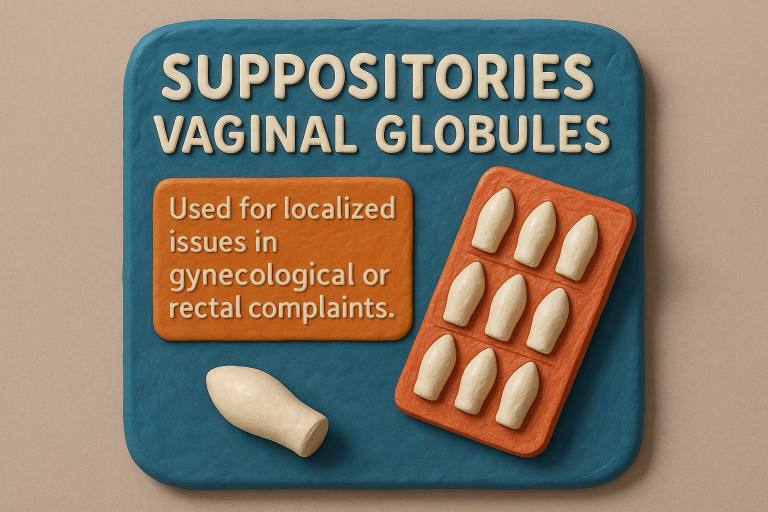 SUPPOSITORIES
VAGINAL GLOBULES
Used for localized
issues in
gynecological or
rectal complaints.